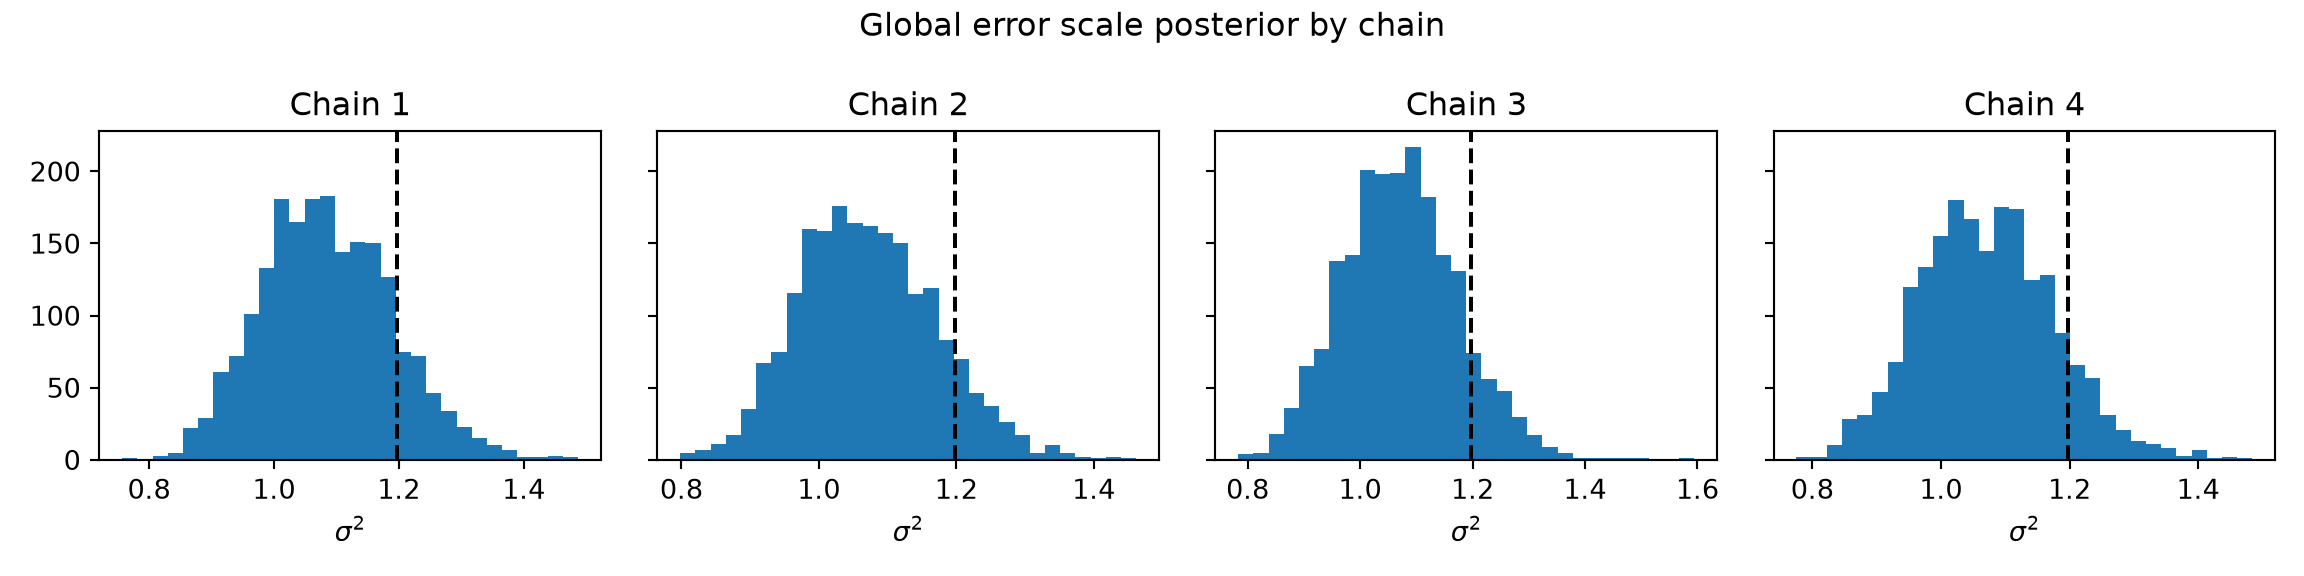 Global error scale posterior by chain
Chain 1 Chain 2 Chain 3 Chain 4
200
150
100
50
0
0.8 1.0 1.2 1.4 0.8 1.0 1.2 1.4 0.8 1.0 1.2 1.4 1.6 0.8 1.0 1.2 1.4
σ² σ² σ² σ²